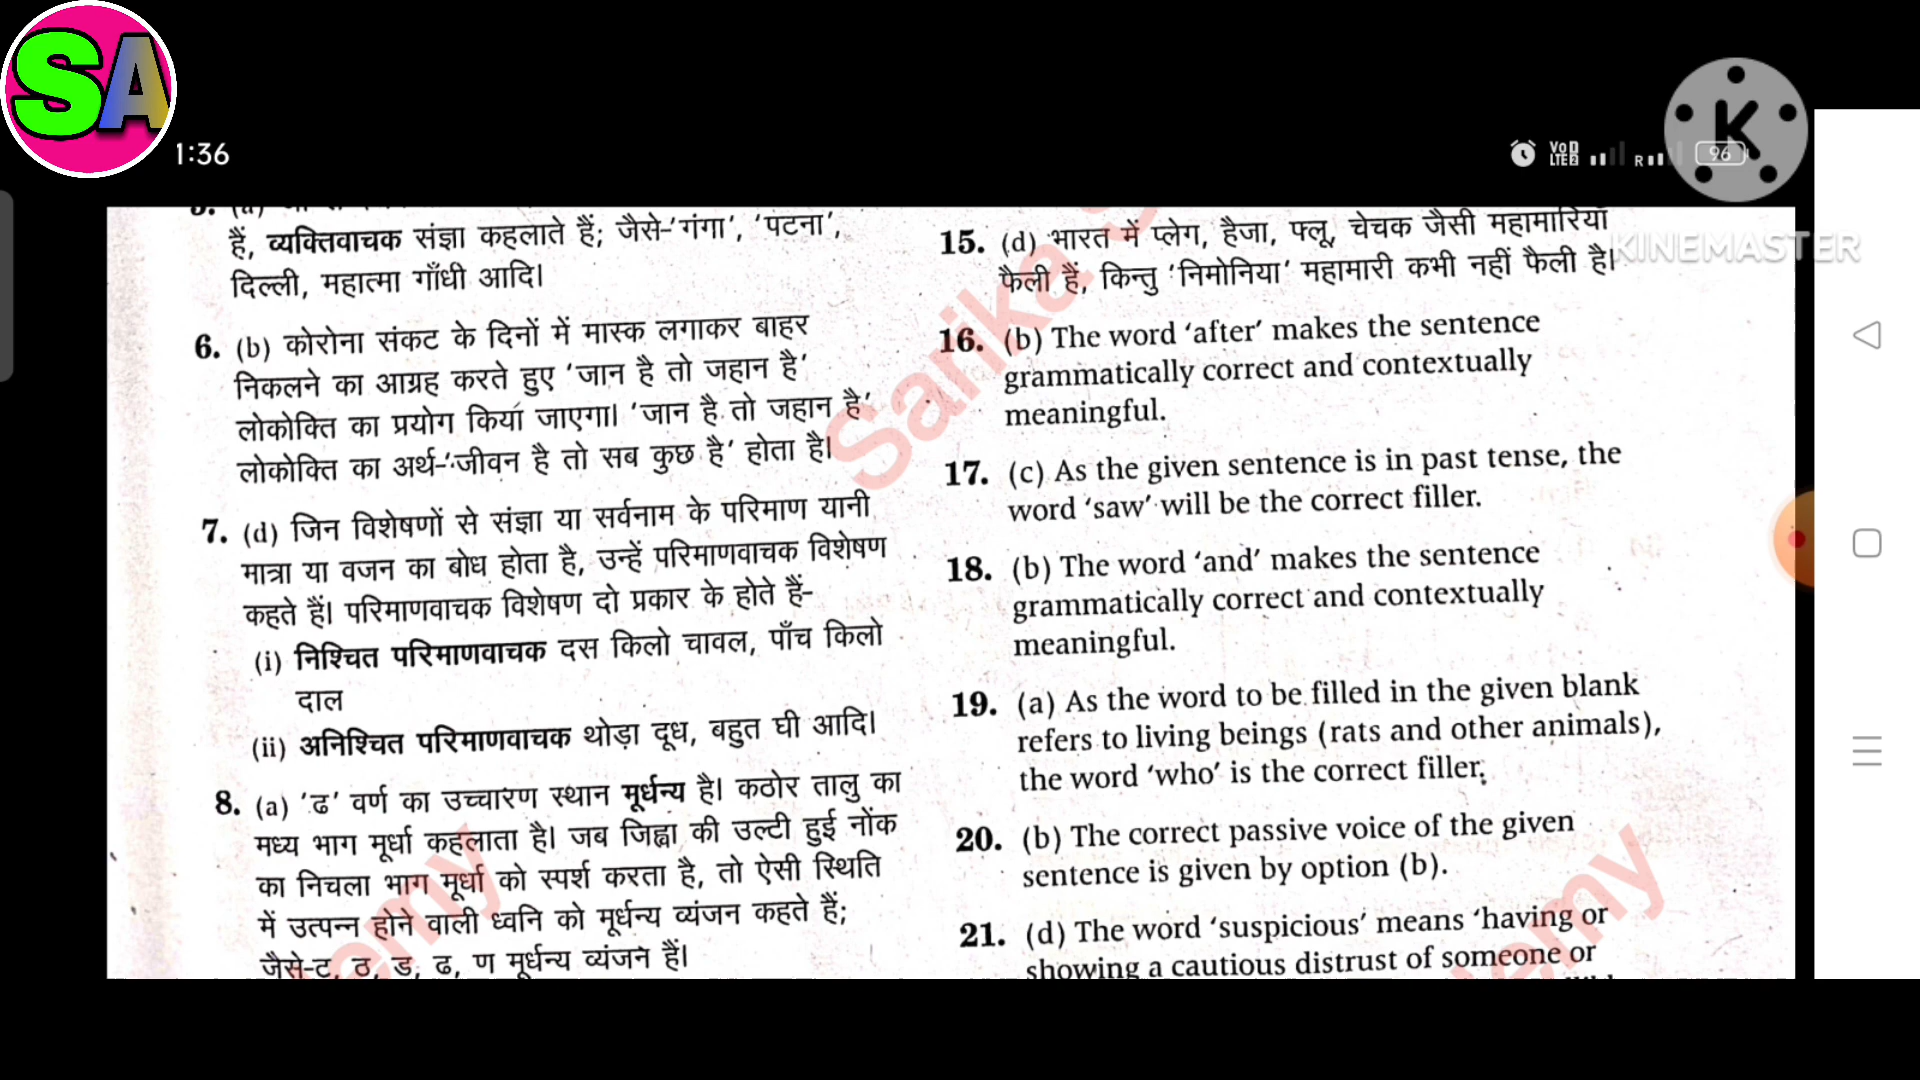 SA
1:36
VoD
LTE2
R
96
K
KINEMASTER
हैं, व्यक्तिवाचक संज्ञा कहलाते हैं; जैसे-'गंगा', 'पटना',
दिल्ली, महात्मा गाँधी आदि।
6. (b) कोरोना संकट के दिनों में मास्क लगाकर बाहर
निकलने का आग्रह करते हुए 'जान है तो जहान है'
लोकोक्ति का प्रयोग किया जाएगा। 'जान है तो जहान है'
लोकोक्ति का अर्थ-'जीवन है तो सब कुछ है' होता है।
7. (d) जिन विशेषणों से संज्ञा या सर्वनाम के परिमाण यानी
मात्रा या वजन का बोध होता है, उन्हें परिमाणवाचक विशेषण
कहते हैं। परिमाणवाचक विशेषण दो प्रकार के होते हैं-
(i) निश्चित परिमाणवाचक दस किलो चावल, पाँच किलो
दाल
(ii) अनिश्चित परिमाणवाचक थोड़ा दूध, बहुत घी आदि।
8. (a) 'ढ' वर्ण का उच्चारण स्थान मूर्धन्य है। कठोर तालु का
मध्य भाग मूर्धा कहलाता है। जब जिह्वा की उल्टी हुई नोंक
का निचला भाग मूर्धा को स्पर्श करता है, तो ऐसी स्थिति
में उत्पन्न होने वाली ध्वनि को मूर्धन्य व्यंजन कहते हैं;
जैसे-ट, ठ, ड, ढ, ण मूर्धन्य व्यंजन हैं।
15. (d) भारत में प्लेग, हैजा, फ्लू, चेचक जैसी महामारियाँ
फैली हैं, किन्तु 'निमोनिया' महामारी कभी नहीं फैली है।
16. (b) The word 'after' makes the sentence
grammatically correct and contextually
meaningful.
17. (c) As the given sentence is in past tense, the
word 'saw' will be the correct filler.
18. (b) The word 'and' makes the sentence
grammatically correct and contextually
meaningful.
19. (a) As the word to be filled in the given blank
refers to living beings (rats and other animals),
the word 'who' is the correct filler.
20. (b) The correct passive voice of the given
sentence is given by option (b).
21. (d) The word 'suspicious' means 'having or
showing a cautious distrust of someone or
Sarika
emy
emy